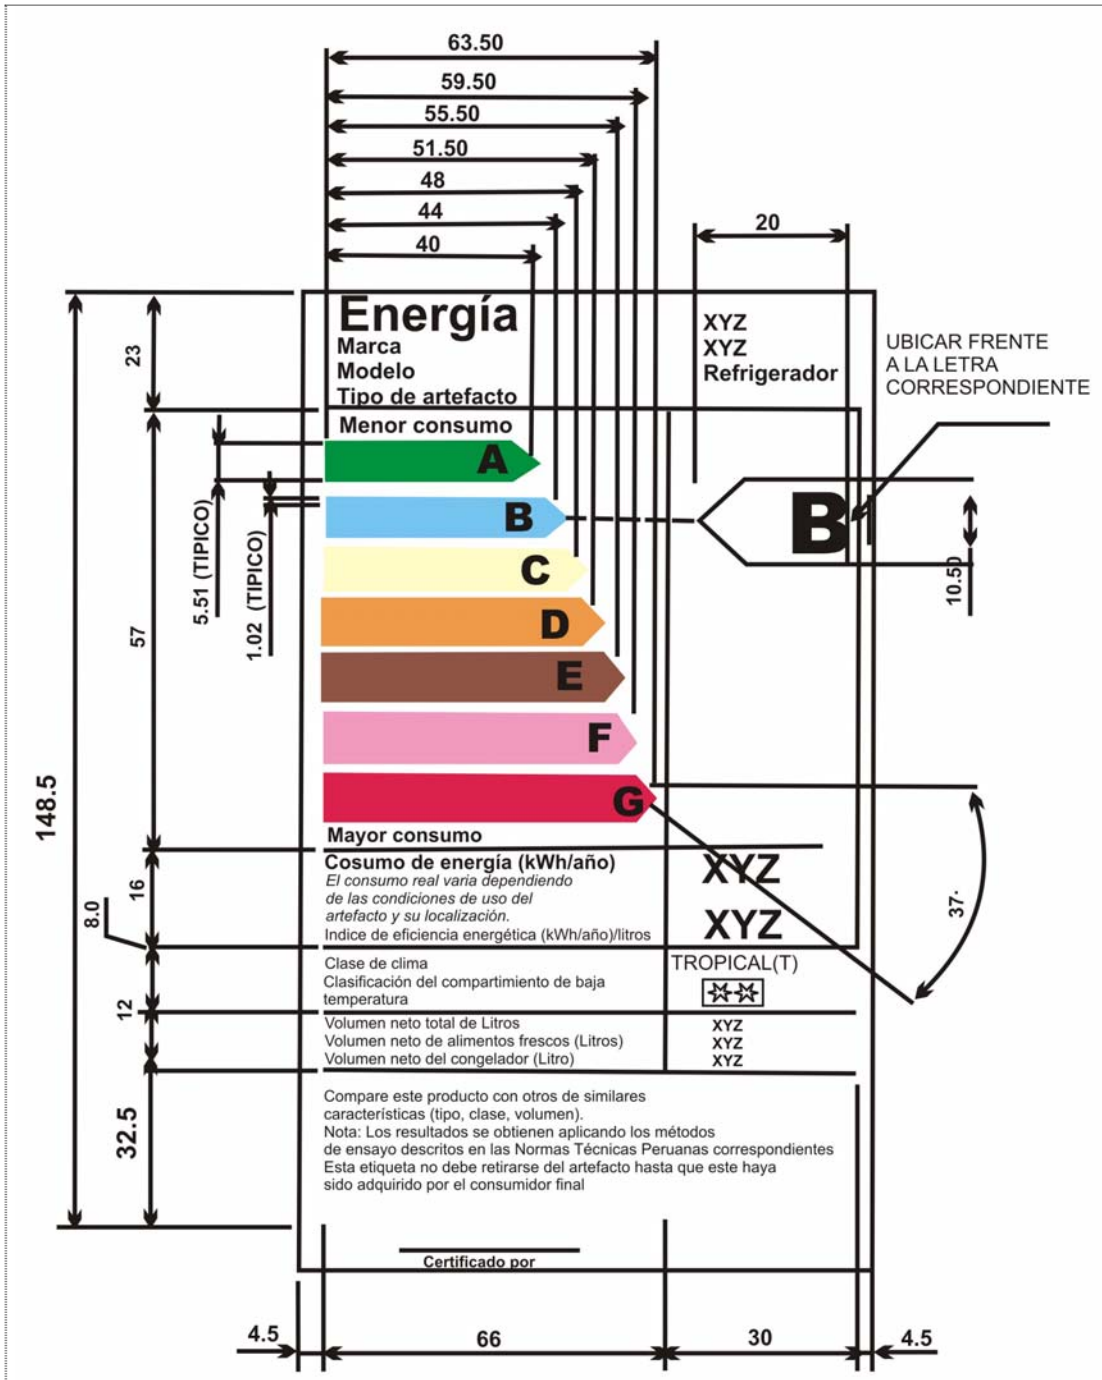 63.50
59.50
55.50
51.50
48
44
40
20
Energía
Marca
Modelo
Tipo de artefacto
XYZ
XYZ
Refrigerador
UBICAR FRENTE
A LA LETRA
CORRESPONDIENTE
23
Menor consumo
A
B
C
D
E
F
G
B
10.50
5.51 (TIPICO)
1.02 (TIPICO)
57
148.5
Mayor consumo
Cosumo de energía (kWh/año)
XYZ
El consumo real varia dependiendo
de las condiciones de uso del
artefacto y su localización.
Indice de eficiencia energética (kWh/año)/litros
XYZ
16
8.0
37·
Clase de clima
TROPICAL(T)
Clasificación del compartimiento de baja
temperatura
12
Volumen neto total de Litros XYZ
Volumen neto de alimentos frescos (Litros) XYZ
Volumen neto del congelador (Litro) XYZ
32.5
Compare este producto con otros de similares
características (tipo, clase, volumen).
Nota: Los resultados se obtienen aplicando los métodos
de ensayo descritos en las Normas Técnicas Peruanas correspondientes
Esta etiqueta no debe retirarse del artefacto hasta que este haya
sido adquirido por el consumidor final
Certificado por
4.5
66
30
4.5